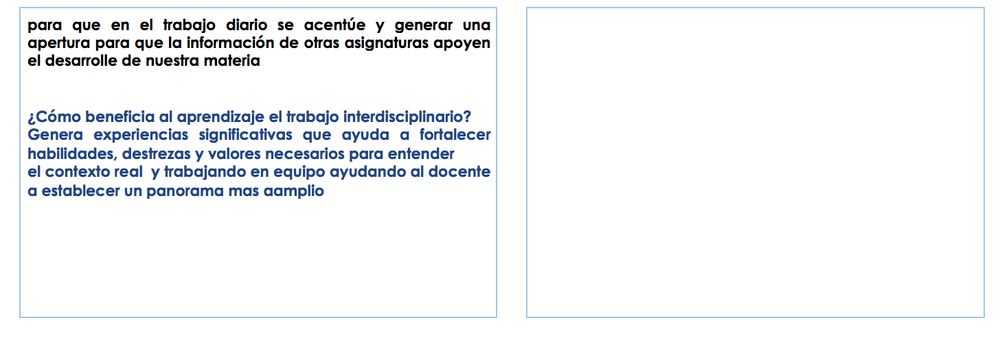 para que en el trabajo diario se acentúe y generar una
apertura para que la información de otras asignaturas apoyen
el desarrolle de nuestra materia
¿Cómo beneficia al aprendizaje el trabajo interdisciplinario?
Genera experiencias significativas que ayuda a fortalecer
habilidades, destrezas y valores necesarios para entender
el contexto real y trabajando en equipo ayudando al docente
a establecer un panorama mas aamplio